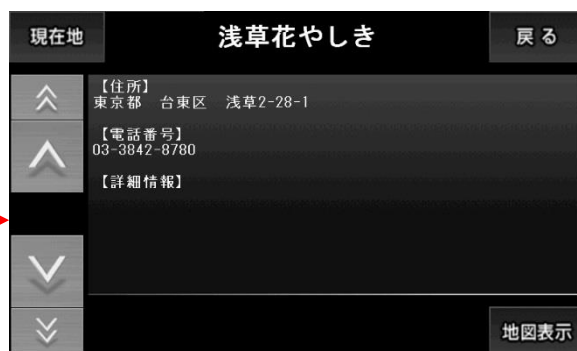 現在地
浅草花やしき
戻る
【住所】
東京都　台東区　浅草2-28-1
【電話番号】
03-3842-8780
【詳細情報】
地図表示